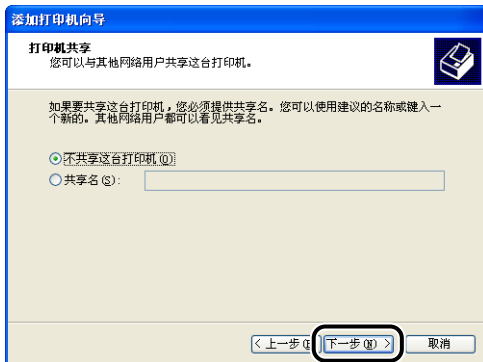 添加打印机向导
打印机共享
您可以与其他网络用户共享这台打印机。
如果要共享这台打印机,您必须提供共享名。您可以使用建议的名称或键入一
个新的。其他网络用户都可以看见共享名。
不共享这台打印机(O)
共享名(S):
< 上一步(B) 下一步(N) > 取消